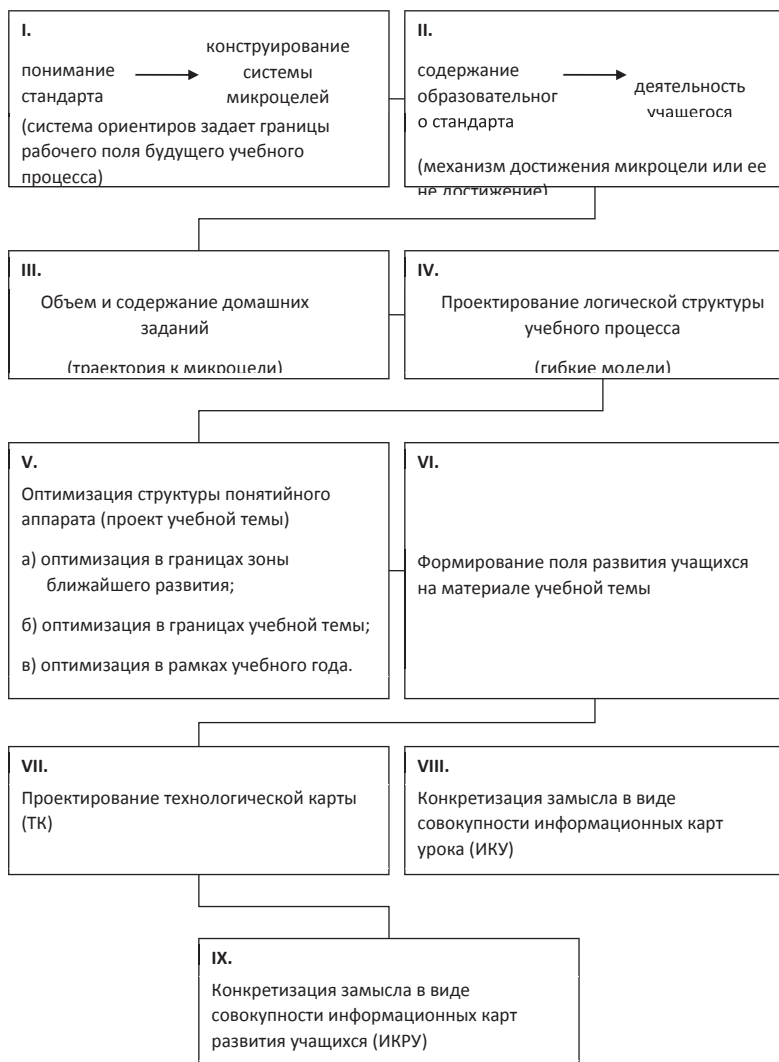 I.
понимание
стандарта
конструирование
системы
микроцелей
(система ориентиров задает границы
рабочего поля будущего учебного
процесса)
II.
содержание
образовательног
о стандарта
деятельность
учащегося
(механизм достижения микроцели или ее
не достижение)
III.
Объем и содержание домашних
заданий
(траектория к микроцели)
IV.
Проектирование логической структуры
учебного процесса
(гибкие модели)
V.
Оптимизация структуры понятийного
аппарата (проект учебной темы)
а) оптимизация в границах зоны
ближайшего развития;
б) оптимизация в границах учебной темы;
в) оптимизация в рамках учебного года.
VI.
Формирование поля развития учащихся
на материале учебной темы
VII.
Проектирование технологической карты
(ТК)
VIII.
Конкретизация замысла в виде
совокупности информационных карт
урока (ИКУ)
IX.
Конкретизация замысла в виде
совокупности информационных карт
развития учащихся (ИКРУ)